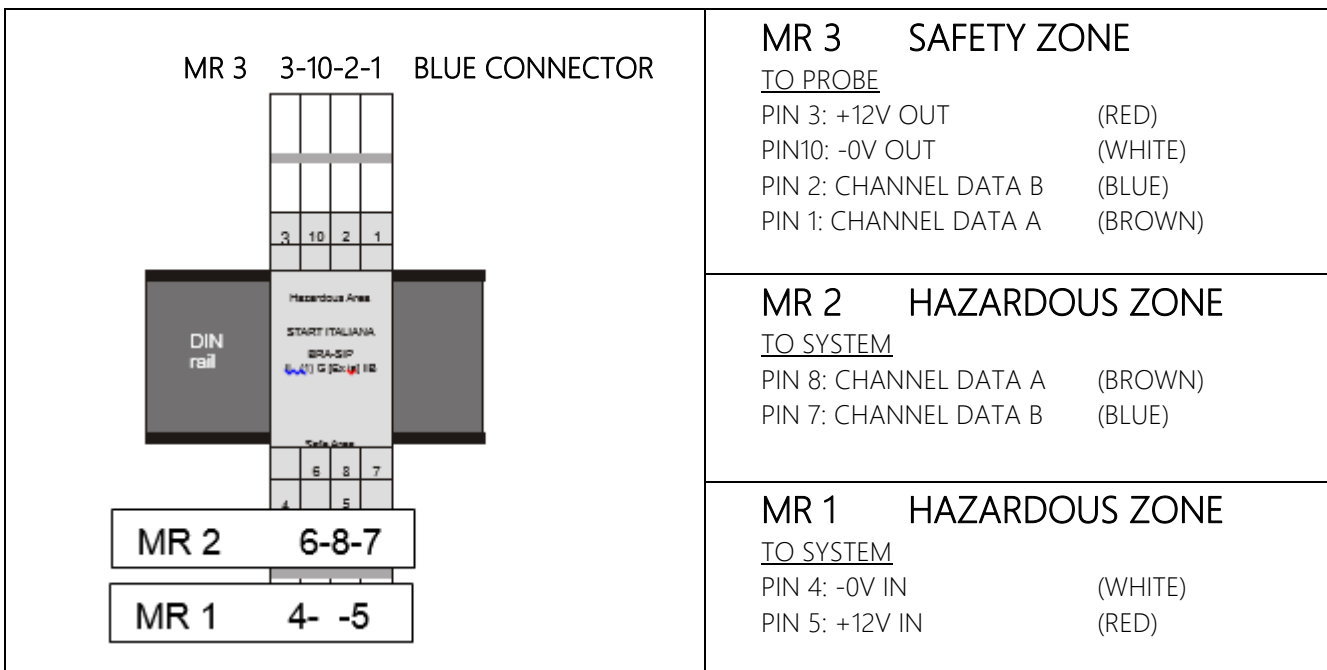 MR 3 3-10-2-1 BLUE CONNECTOR
3 10 2 1
Hazardous Area
START ITALIANA
BRA-SIP
G [Ex ia] IIB
DIN
rail
Safe Area
6 8 7
4 5
MR 2 6-8-7
MR 1 4- -5
MR 3 SAFETY ZONE
TO PROBE
PIN 3: +12V OUT (RED)
PIN10: -0V OUT (WHITE)
PIN 2: CHANNEL DATA B (BLUE)
PIN 1: CHANNEL DATA A (BROWN)
MR 2 HAZARDOUS ZONE
TO SYSTEM
PIN 8: CHANNEL DATA A (BROWN)
PIN 7: CHANNEL DATA B (BLUE)
MR 1 HAZARDOUS ZONE
TO SYSTEM
PIN 4: -0V IN (WHITE)
PIN 5: +12V IN (RED)